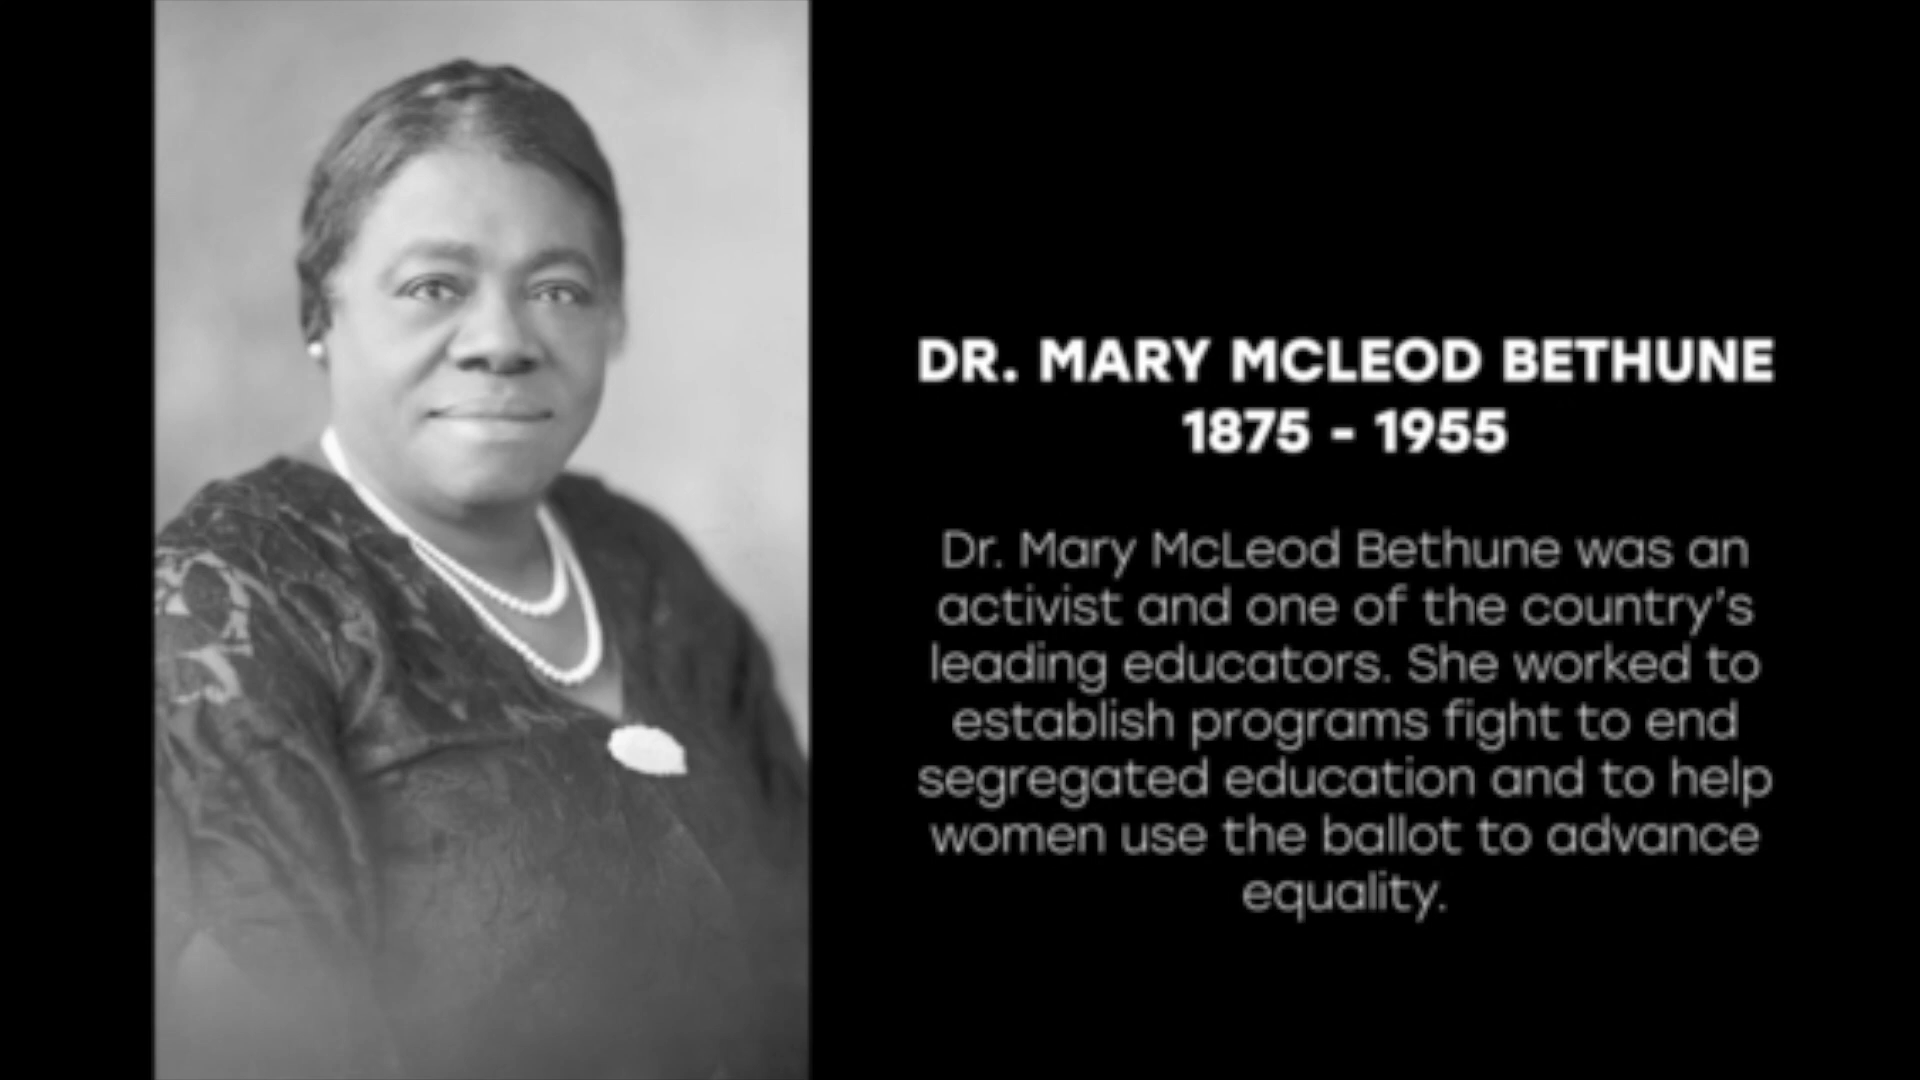 DR. MARY MCLEOD BETHUNE
1875 - 1955
Dr. Mary McLeod Bethune was an
activist and one of the country's
leading educators. She worked to
establish programs fight to end
segregated education and to help
women use the ballot to advance
equality.